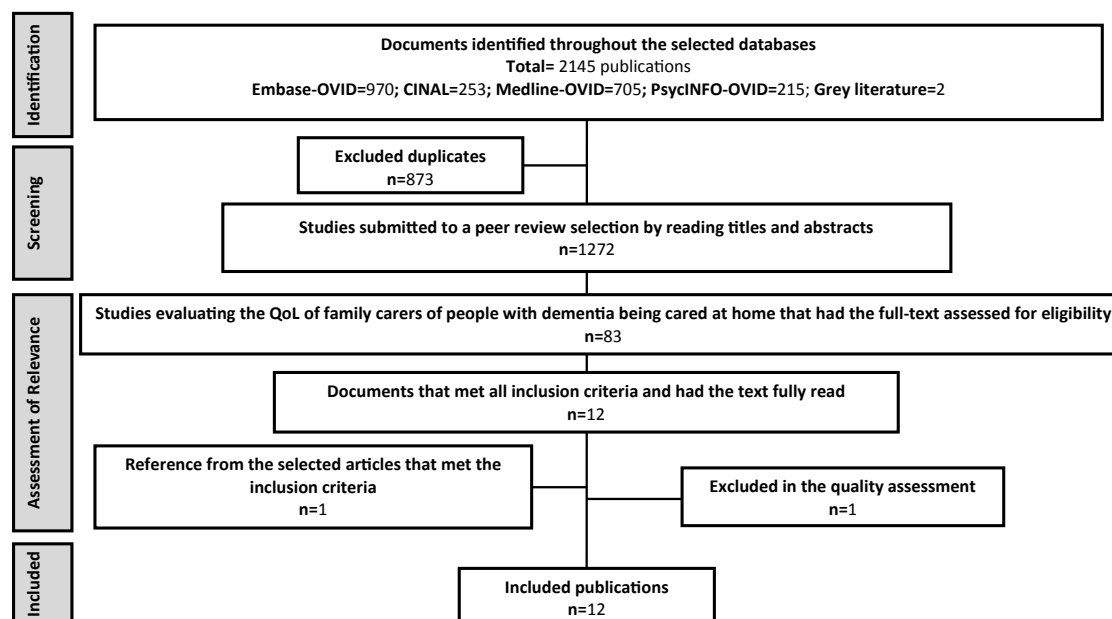 Identification
Documents identified throughout the selected databases
Total= 2145 publications
Embase-OVID=970; CINAL=253; Medline-OVID=705; PsycINFO-OVID=215; Grey literature=2
Screening
Excluded duplicates
n=873
Studies submitted to a peer review selection by reading titles and abstracts
n=1272
Assessment of Relevance
Studies evaluating the QoL of family carers of people with dementia being cared at home that had the full-text assessed for eligibility
n=83
Documents that met all inclusion criteria and had the text fully read
n=12
Reference from the selected articles that met the
inclusion criteria
n=1
Excluded in the quality assessment
n=1
Included
Included publications
n=12